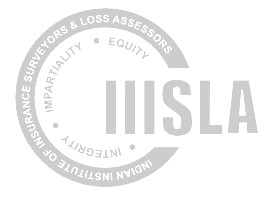 INDIAN INSTITUTE OF INSURANCE SURVEYORS & LOSS ASSESSORS
IMPARTIALITY • EQUITY • INTEGRITY
IIISLA